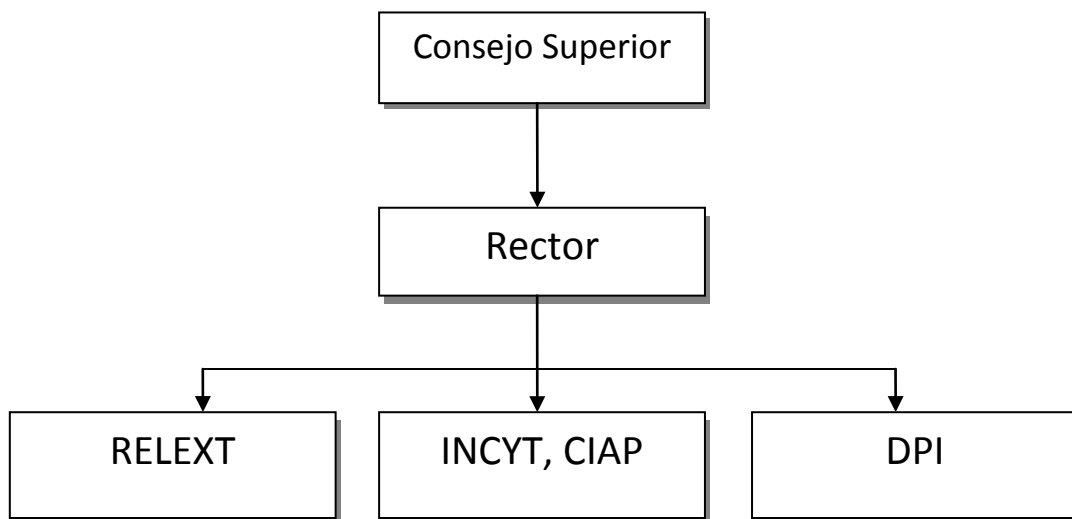 Consejo Superior
Rector
RELEXT
INCYT, CIAP
DPI